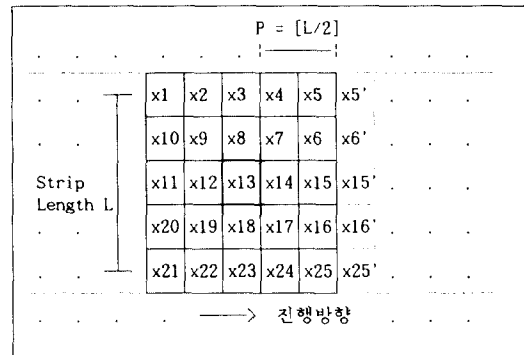 P = [L/2]
x1 x2 x3 x4 x5 x5'
x10 x9 x8 x7 x6 x6'
Strip
Length L
x11 x12 x13 x14 x15 x15'
x20 x19 x18 x17 x16 x16'
x21 x22 x23 x24 x25 x25'
진행방향